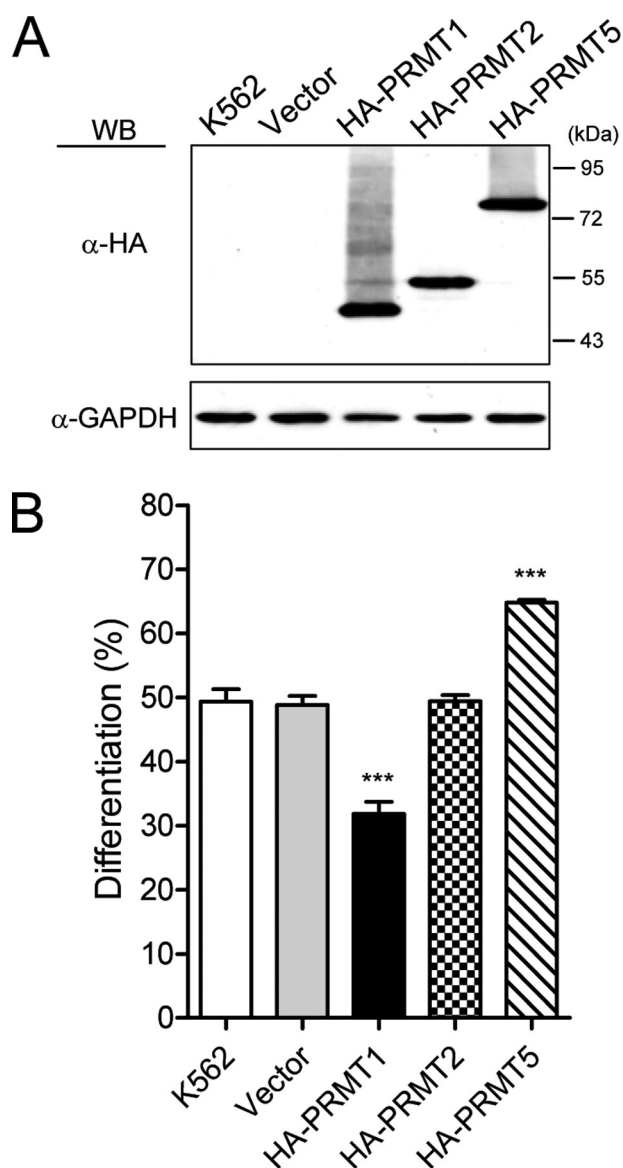 A
K562
Vector
HA-PRMT1
HA-PRMT2
HA-PRMT5
WB
(kDa)
α-HA
95
72
55
43
α-GAPDH
B
Differentiation (%)
80
70
60
50
40
30
20
10
0
***
***
K562
Vector
HA-PRMT1
HA-PRMT2
HA-PRMT5